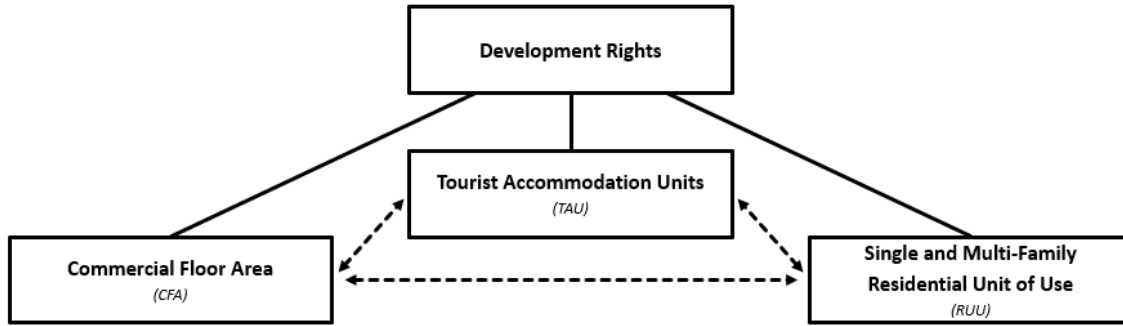 Development Rights
Tourist Accommodation Units
(TAU)
Commercial Floor Area
(CFA)
Single and Multi-Family
Residential Unit of Use
(RUU)